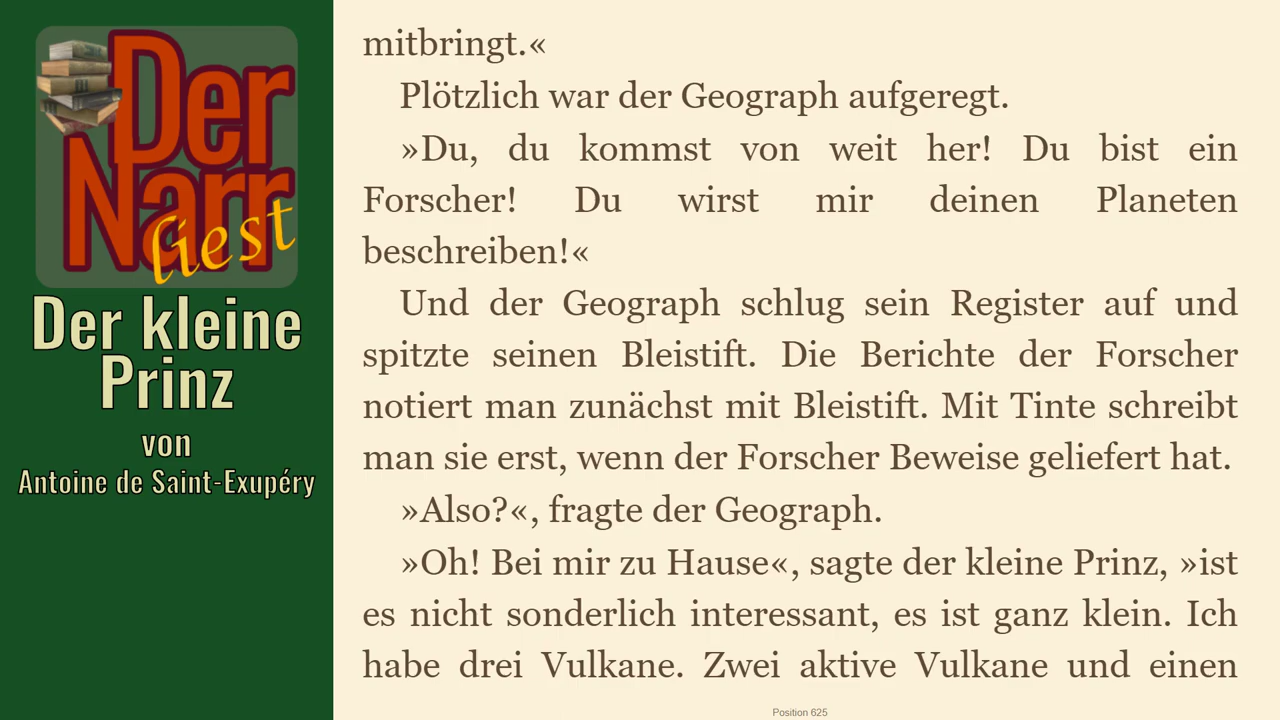 Der
Narr
liest
Der kleine
Prinz
von
Antoine de Saint-Exupéry
mitbringt.«
Plötzlich war der Geograph aufgeregt.
»Du, du kommst von weit her! Du bist ein
Forscher! Du wirst mir deinen Planeten
beschreiben!«
Und der Geograph schlug sein Register auf und
spitzte seinen Bleistift. Die Berichte der Forscher
notiert man zunächst mit Bleistift. Mit Tinte schreibt
man sie erst, wenn der Forscher Beweise geliefert hat.
»Also?«, fragte der Geograph.
»Oh! Bei mir zu Hause«, sagte der kleine Prinz, »ist
es nicht sonderlich interessant, es ist ganz klein. Ich
habe drei Vulkane. Zwei aktive Vulkane und einen
Position 625